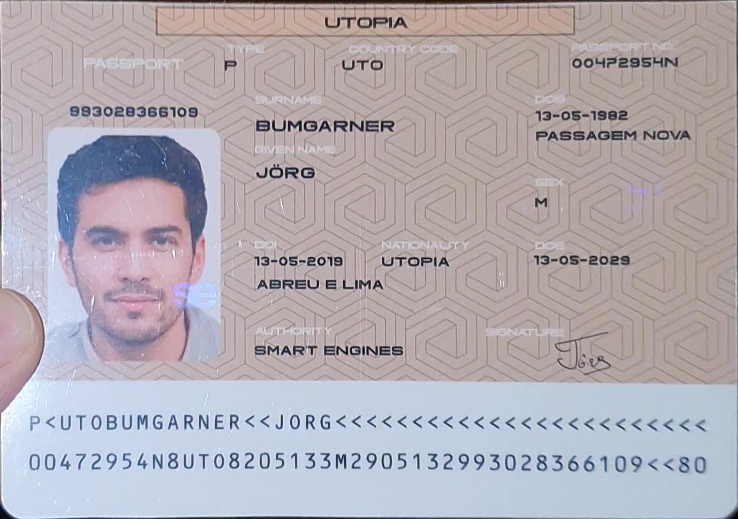 UTOPIA
PASSPORT
TYPE
P
COUNTRY CODE
UTO
PASSPORT NO.
00472954N
993028366109
SURNAME
BUMGARNER
GIVEN NAME
JÖRG
DOB
13-05-1982
PASSAGEM NOVA
SEX
M
DOI
13-05-2019
ABREU E LIMA
NATIONALITY
UTOPIA
DOE
13-05-2029
AUTHORITY
SMART ENGINES
SIGNATURE
Jörg
se
P<UTOBUMGARNER<<JORG<<<<<<<<<<<<<<<<<<<<<<<<
00472954N8UTO8205133M2905132993028366109<<80